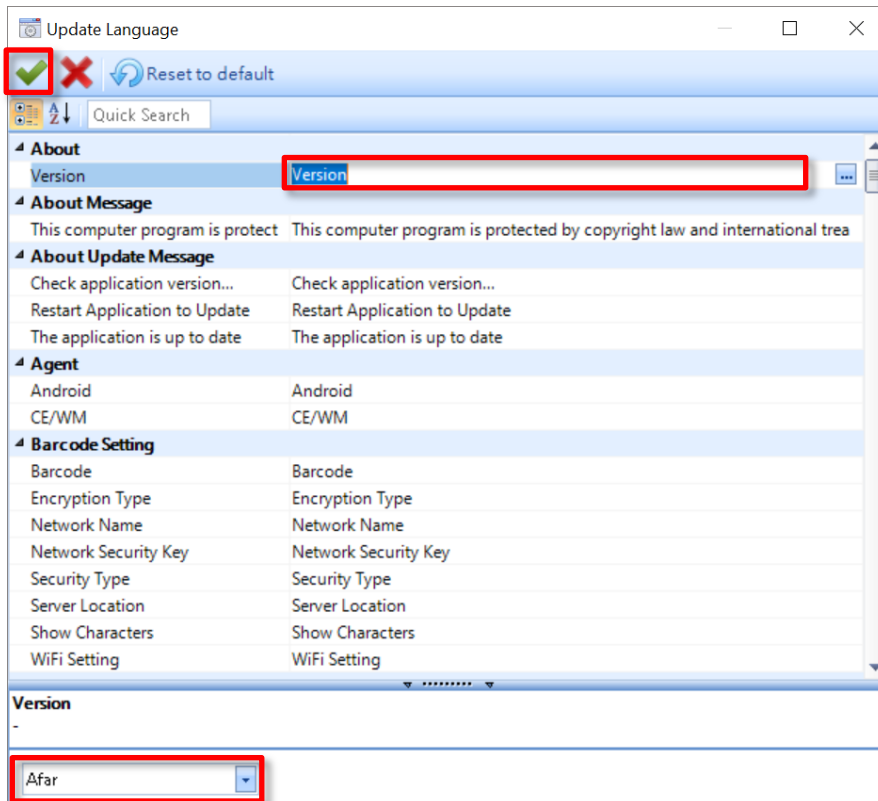 Update Language
Reset to default
Quick Search
About
Version Version ...
About Message
This computer program is protect This computer program is protected by copyright law and international trea
About Update Message
Check application version... Check application version...
Restart Application to Update Restart Application to Update
The application is up to date The application is up to date
Agent
Android Android
CE/WM CE/WM
Barcode Setting
Barcode Barcode
Encryption Type Encryption Type
Network Name Network Name
Network Security Key Network Security Key
Security Type Security Type
Server Location Server Location
Show Characters Show Characters
WiFi Setting WiFi Setting
Version
-
Afar